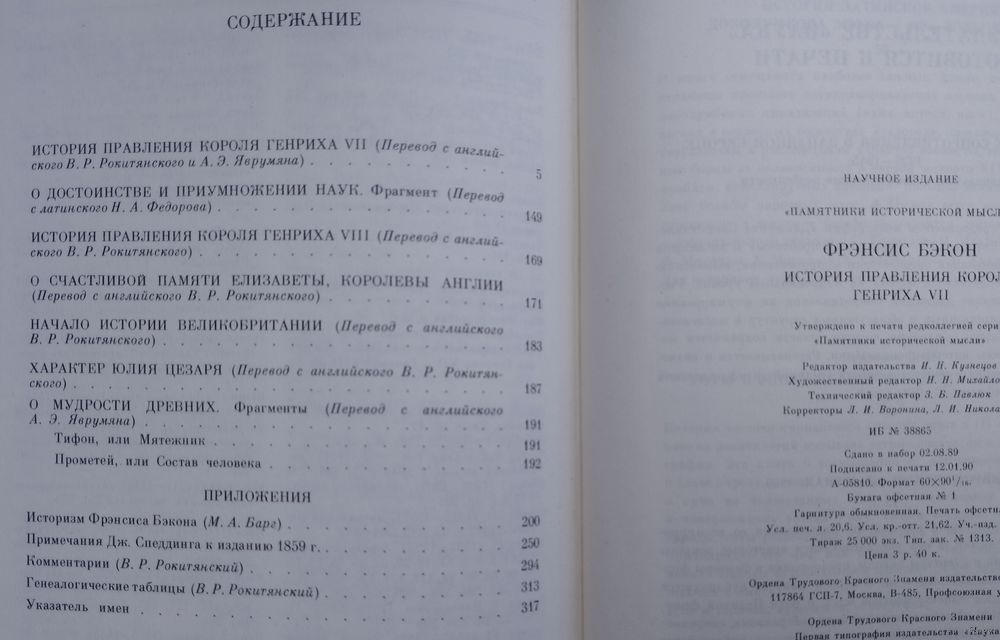 СОДЕРЖАНИЕ
ИСТОРИЯ ПРАВЛЕНИЯ КОРОЛЯ ГЕНРИХА VII (Перевод с англий-
ского В. Р. Рокитянского и А. Э. Яврумяна) . . . . . . . . 5
О ДОСТОИНСТВЕ И ПРИУМНОЖЕНИИ НАУК. Фрагмент (Перевод
с латинского Н. А. Федорова) . . . . . . . . . . . . 149
ИСТОРИЯ ПРАВЛЕНИЯ КОРОЛЯ ГЕНРИХА VIII (Перевод с англий-
ского В. Р. Рокитянского) . . . . . . . . . . . . . 169
О СЧАСТЛИВОЙ ПАМЯТИ ЕЛИЗАВЕТЫ, КОРОЛЕВЫ АНГЛИИ
(Перевод с английского В. Р. Рокитянского) . . . . . . . 171
НАЧАЛО ИСТОРИИ ВЕЛИКОБРИТАНИИ (Перевод с английского
В. Р. Рокитянского) . . . . . . . . . . . . . . 183
ХАРАКТЕР ЮЛИЯ ЦЕЗАРЯ (Перевод с английского В. Р. Рокитян-
ского) . . . . . . . . . . . . . . . . . 187
О МУДРОСТИ ДРЕВНИХ. Фрагменты (Перевод с английского
А. Э. Яврумяна) . . . . . . . . . . . . . . . 191
Тифон, или Мятежник . . . . . . . . . . . . 191
Прометей, или Состав человека . . . . . . . . . . 192
ПРИЛОЖЕНИЯ
Историзм Фрэнсиса Бэкона (М. А. Барг) . . . . . . . . . 200
Примечания Дж. Спеддинга к изданию 1859 г. . . . . . . . . 250
Комментарии (В. Р. Рокитянский) . . . . . . . . . . . 294
Генеалогические таблицы (В. Р. Рокитянский) . . . . . . . . 313
Указатель имен . . . . . . . . . . . . . . . 317
НАУЧНОЕ ИЗДАНИЕ
«ПАМЯТНИКИ ИСТОРИЧЕСКОЙ МЫСЛ
ФРЭНСИС БЭКОН
ИСТОРИЯ ПРАВЛЕНИЯ КОРОЛ
ГЕНРИХА VII
Утверждено к печати редколлегией сери
«Памятники исторической мысли»
Редактор издательства Н. Н. Кузнецов
Художественный редактор Н. Н. Михайло
Технический редактор З. Б. Павлюк
Корректоры Л. И. Воронина, Л. И. Никола
ИБ № 38865
Сдано в набор 02.08.89
Подписано к печати 12.01.90
А-05810. Формат 60×90¹/₁₆.
Бумага офсетная № 1
Гарнитура обыкновенная. Печать офсетна
Усл. печ. л. 20,6. Усл. кр.-отт. 21,62. Уч.-изд.
Тираж 25 000 экз. Тип. зак. № 1313.
Цена 3 р. 40 к.
Ордена Трудового Красного Знамени издательств
117864 ГСП-7, Москва, В-485, Профсоюзная у
Ордена Трудового Красного Знамени
Первая типография издательства «Наука